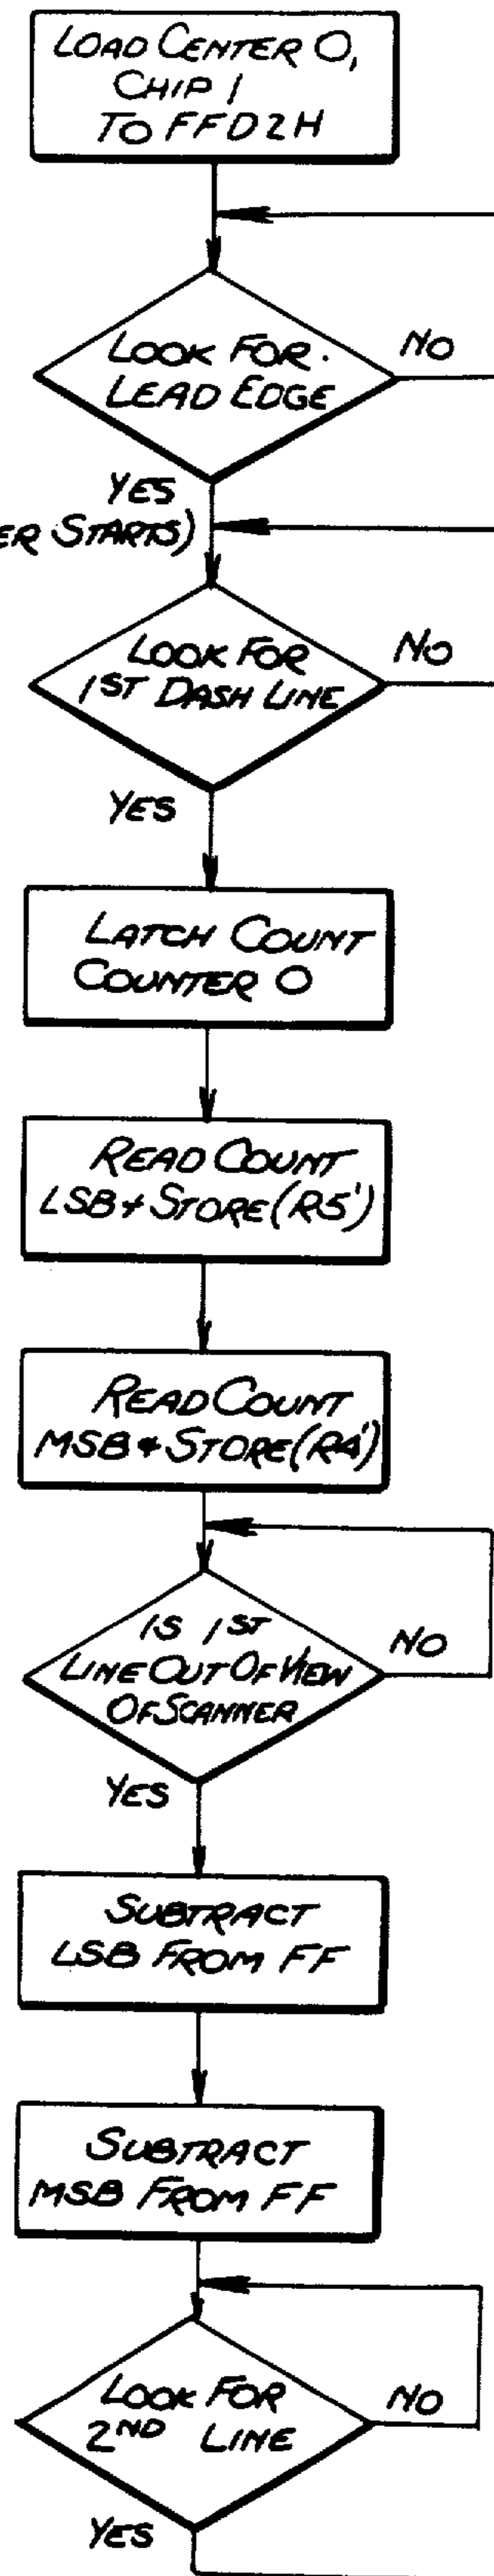 LOAD CENTER 0,
CHIP 1
TO FFD2H
LOOK FOR
LEAD EDGE
NO
YES
ER STARTS)
LOOK FOR
1ST DASH LINE
NO
YES
LATCH COUNT
COUNTER 0
READ COUNT
LSB & STORE (R5')
READ COUNT
MSB & STORE (R4')
IS 1ST
LINE OUT OF VIEW
OF SCANNER
NO
YES
SUBTRACT
LSB FROM FF
SUBTRACT
MSB FROM FF
LOOK FOR
2ND LINE
NO
YES